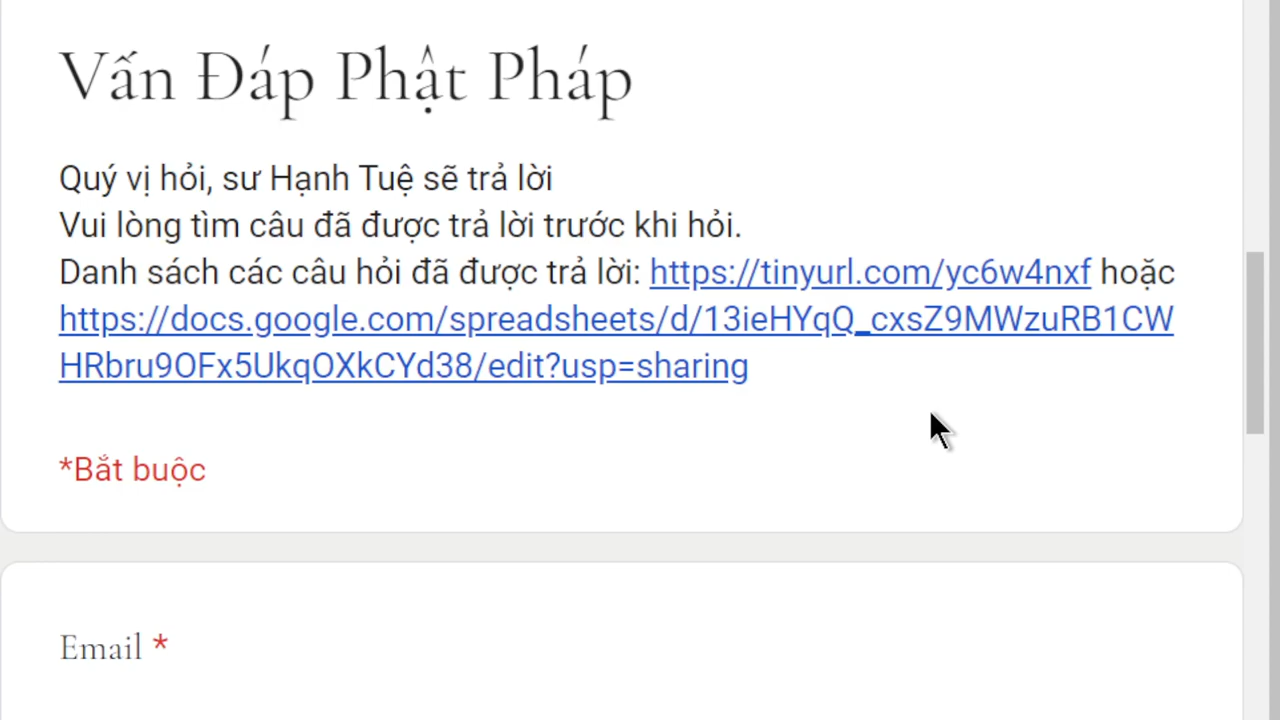 Vấn Đáp Phật Pháp
Quý vị hỏi, sư Hạnh Tuệ sẽ trả lời
Vui lòng tìm câu đã được trả lời trước khi hỏi.
Danh sách các câu hỏi đã được trả lời: https://tinyurl.com/yc6w4nxf hoặc
https://docs.google.com/spreadsheets/d/13ieHYqQ_cxsZ9MWzuRB1CW
HRbru9OFx5UkqOXkCYd38/edit?usp=sharing
*Bắt buộc
Email *